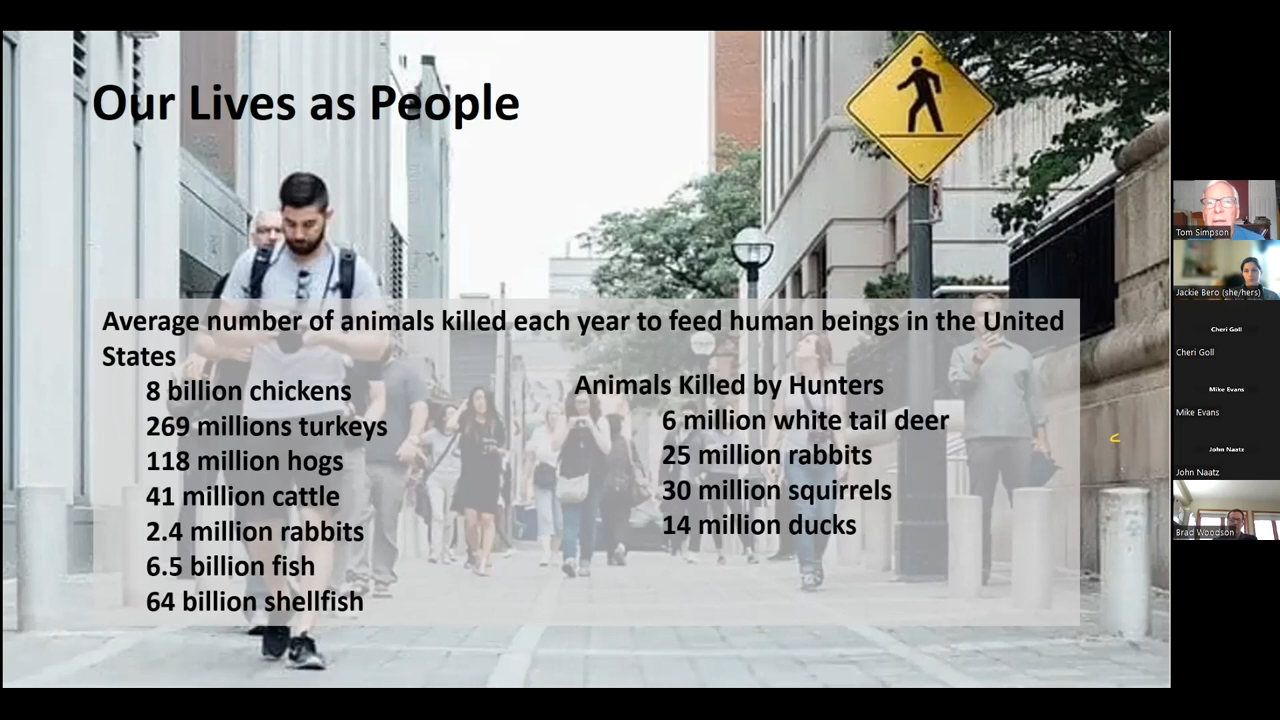 Our Lives as People
Average number of animals killed each year to feed human beings in the United
States
8 billion chickens
269 millions turkeys
118 million hogs
41 million cattle
2.4 million rabbits
6.5 billion fish
64 billion shellfish
Animals Killed by Hunters
6 million white tail deer
25 million rabbits
30 million squirrels
14 million ducks
Tom Simpson
Jackie Bero (she/hers)
Cheri Goll
Cheri Goll
Mike Evans
Mike Evans
John Naatz
John Naatz
Brad Woodson